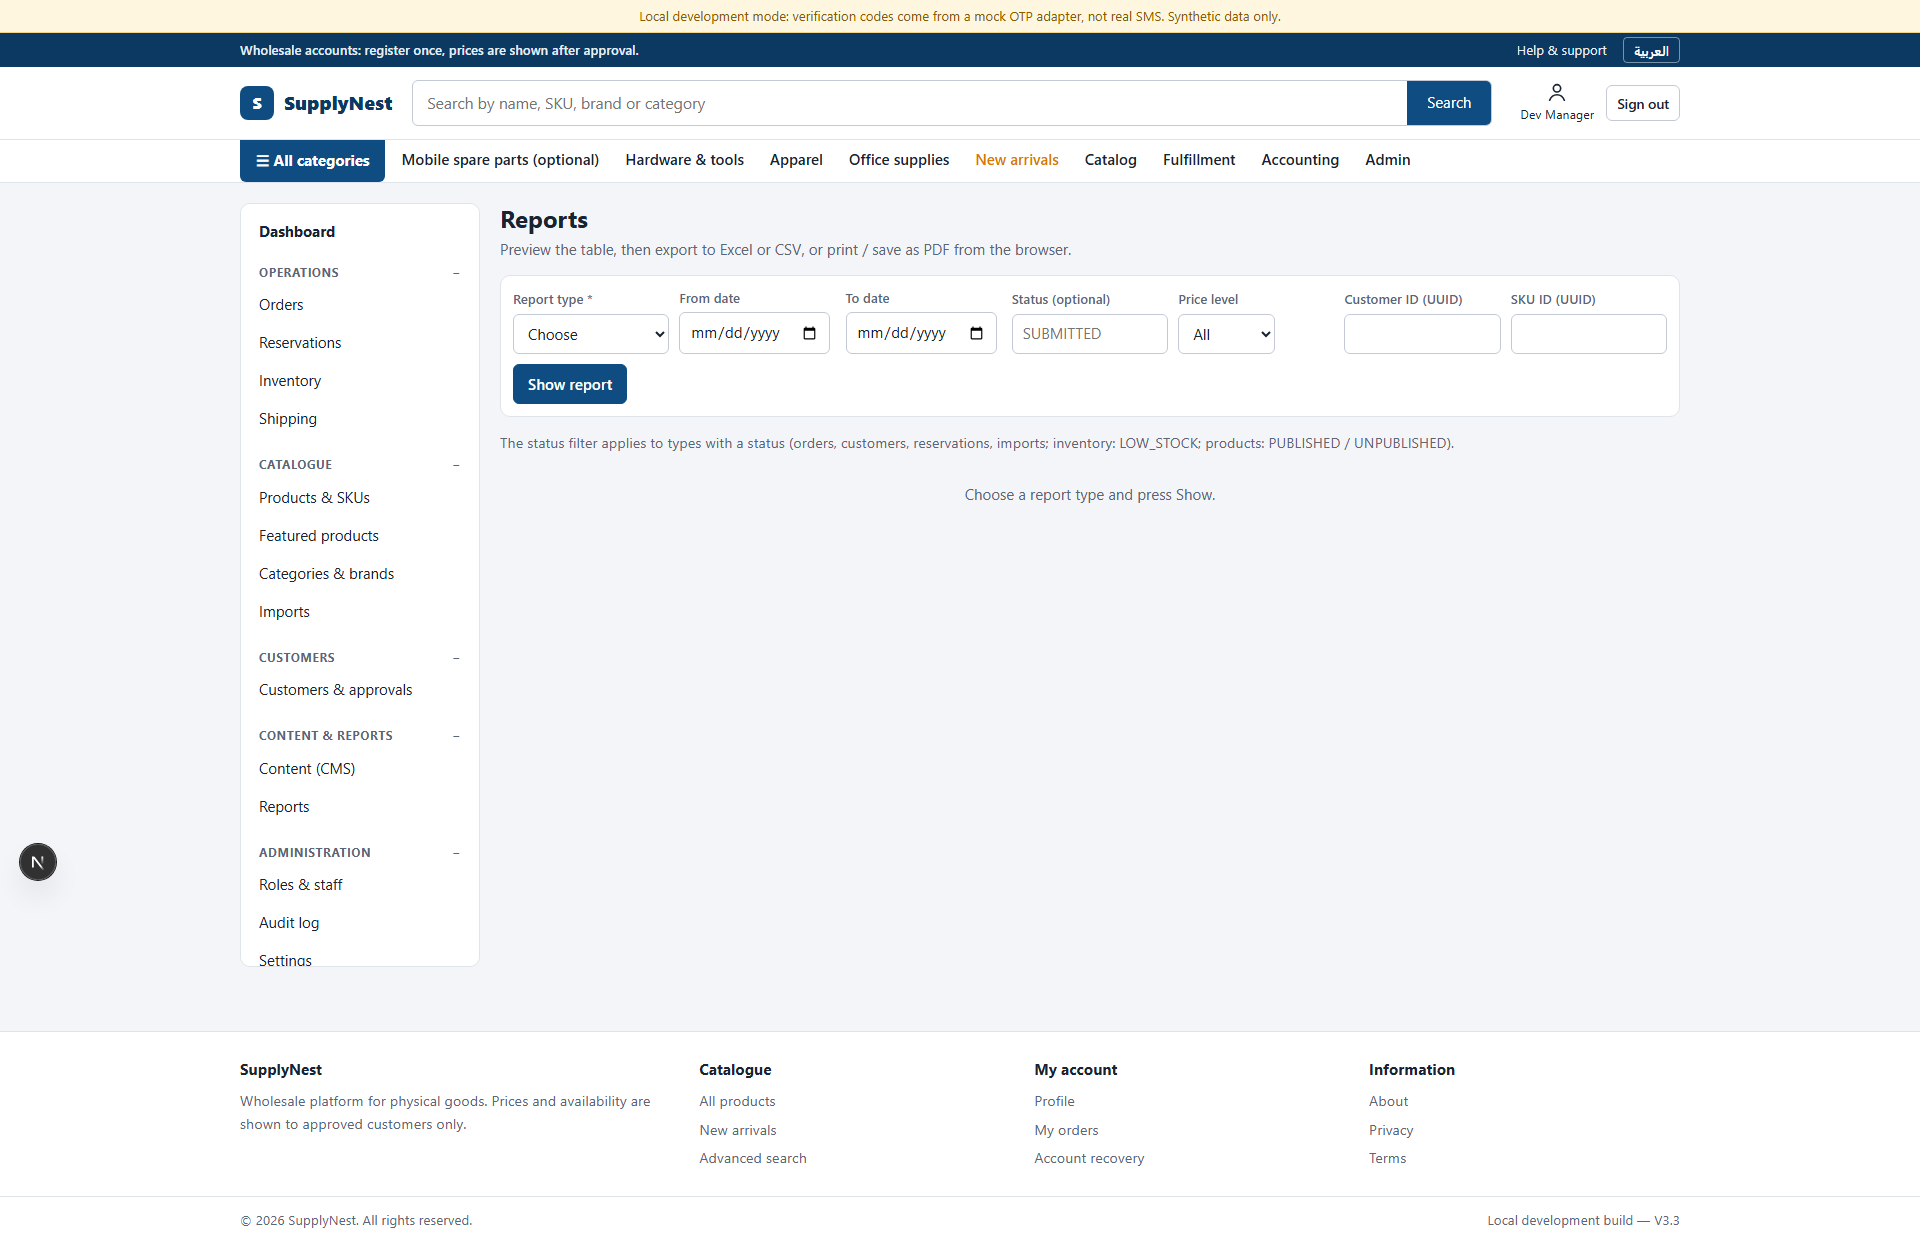 Local development mode: verification codes come from a mock OTP adapter, not real SMS. Synthetic data only.
Wholesale accounts: register once, prices are shown after approval.
Help & support
العربية
S SupplyNest
Search by name, SKU, brand or category
Search
Dev Manager
Sign out
☰ All categories
Mobile spare parts (optional)
Hardware & tools
Apparel
Office supplies
New arrivals
Catalog
Fulfillment
Accounting
Admin
Dashboard
OPERATIONS –
Orders
Reservations
Inventory
Shipping
CATALOGUE –
Products & SKUs
Featured products
Categories & brands
Imports
CUSTOMERS –
Customers & approvals
CONTENT & REPORTS –
Content (CMS)
Reports
ADMINISTRATION –
Roles & staff
Audit log
Settings
Reports
Preview the table, then export to Excel or CSV, or print / save as PDF from the browser.
Report type *
Choose
From date
mm/dd/yyyy
To date
mm/dd/yyyy
Status (optional)
SUBMITTED
Price level
All
Customer ID (UUID)
SKU ID (UUID)
Show report
The status filter applies to types with a status (orders, customers, reservations, imports; inventory: LOW_STOCK; products: PUBLISHED / UNPUBLISHED).
Choose a report type and press Show.
N
SupplyNest
Wholesale platform for physical goods. Prices and availability are
shown to approved customers only.
Catalogue
All products
New arrivals
Advanced search
My account
Profile
My orders
Account recovery
Information
About
Privacy
Terms
© 2026 SupplyNest. All rights reserved.
Local development build — V3.3